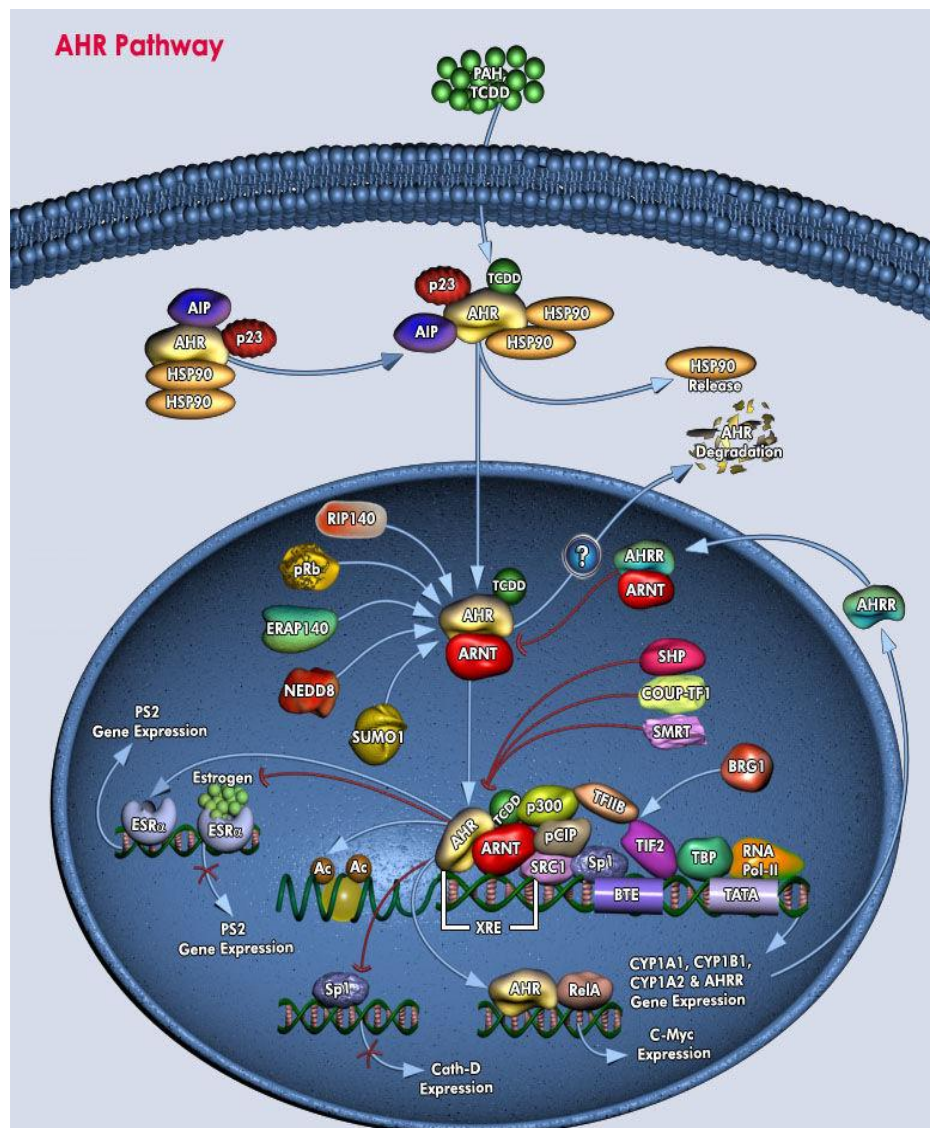 AHR Pathway
PAH,
TCDD
TCDD
p23
AHR
HSP90
AIP
HSP90
AIP
AHR
p23
HSP90
HSP90
HSP90
Release
AHR
Degradation
RIP140
?
pRb
AHRR
ARNT
AHRR
TCDD
AHR
ARNT
ERAP140
NEDD8
SUMO1
SHP
COUP-TF1
SMRT
BRG1
PS2
Gene Expression
Estrogen
ESRα
ESRα
TCDD
p300
TFIIB
AHR
ARNT
pCIP
SRC1
Sp1
TIF2
TBP
RNA
Pol-II
Ac
Ac
BTE
TATA
XRE
PS2
Gene Expression
CYP1A1, CYP1B1,
CYP1A2 & AHRR
Gene Expression
Sp1
AHR
RelA
C-Myc
Expression
Cath-D
Expression